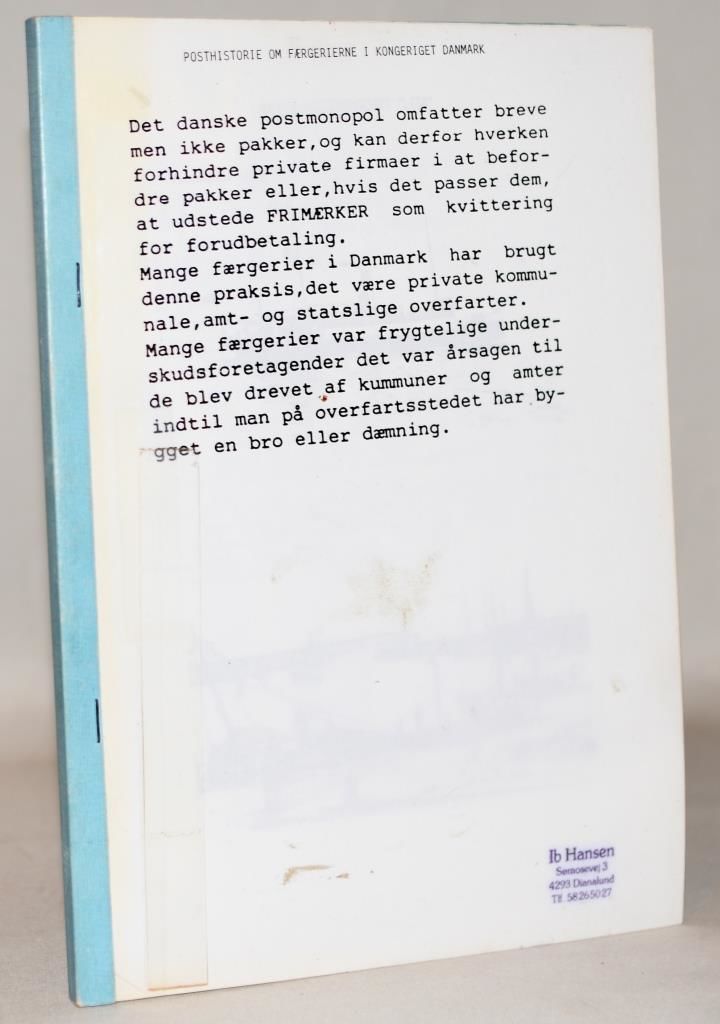 POSTHISTORIE OM FÆRGERIERNE I KONGERIGET DANMARK
Det danske postmonopol omfatter breve
men ikke pakker,og kan derfor hverken
forhindre private firmaer i at befor-
dre pakker eller,hvis det passer dem,
at udstede FRIMÆRKER som kvittering
for forudbetaling.
Mange færgerier i Danmark har brugt
denne praksis,det være private kommu-
nale,amt- og statslige overfarter.
Mange færgerier var frygtelige under-
skudsforetagender det var årsagen til
de blev drevet af kummuner og amter
indtil man på overfartsstedet har by-
gget en bro eller dæmning.
Ib Hansen
Sømosevej 3
4293 Dianalund
Tlf. 58265027